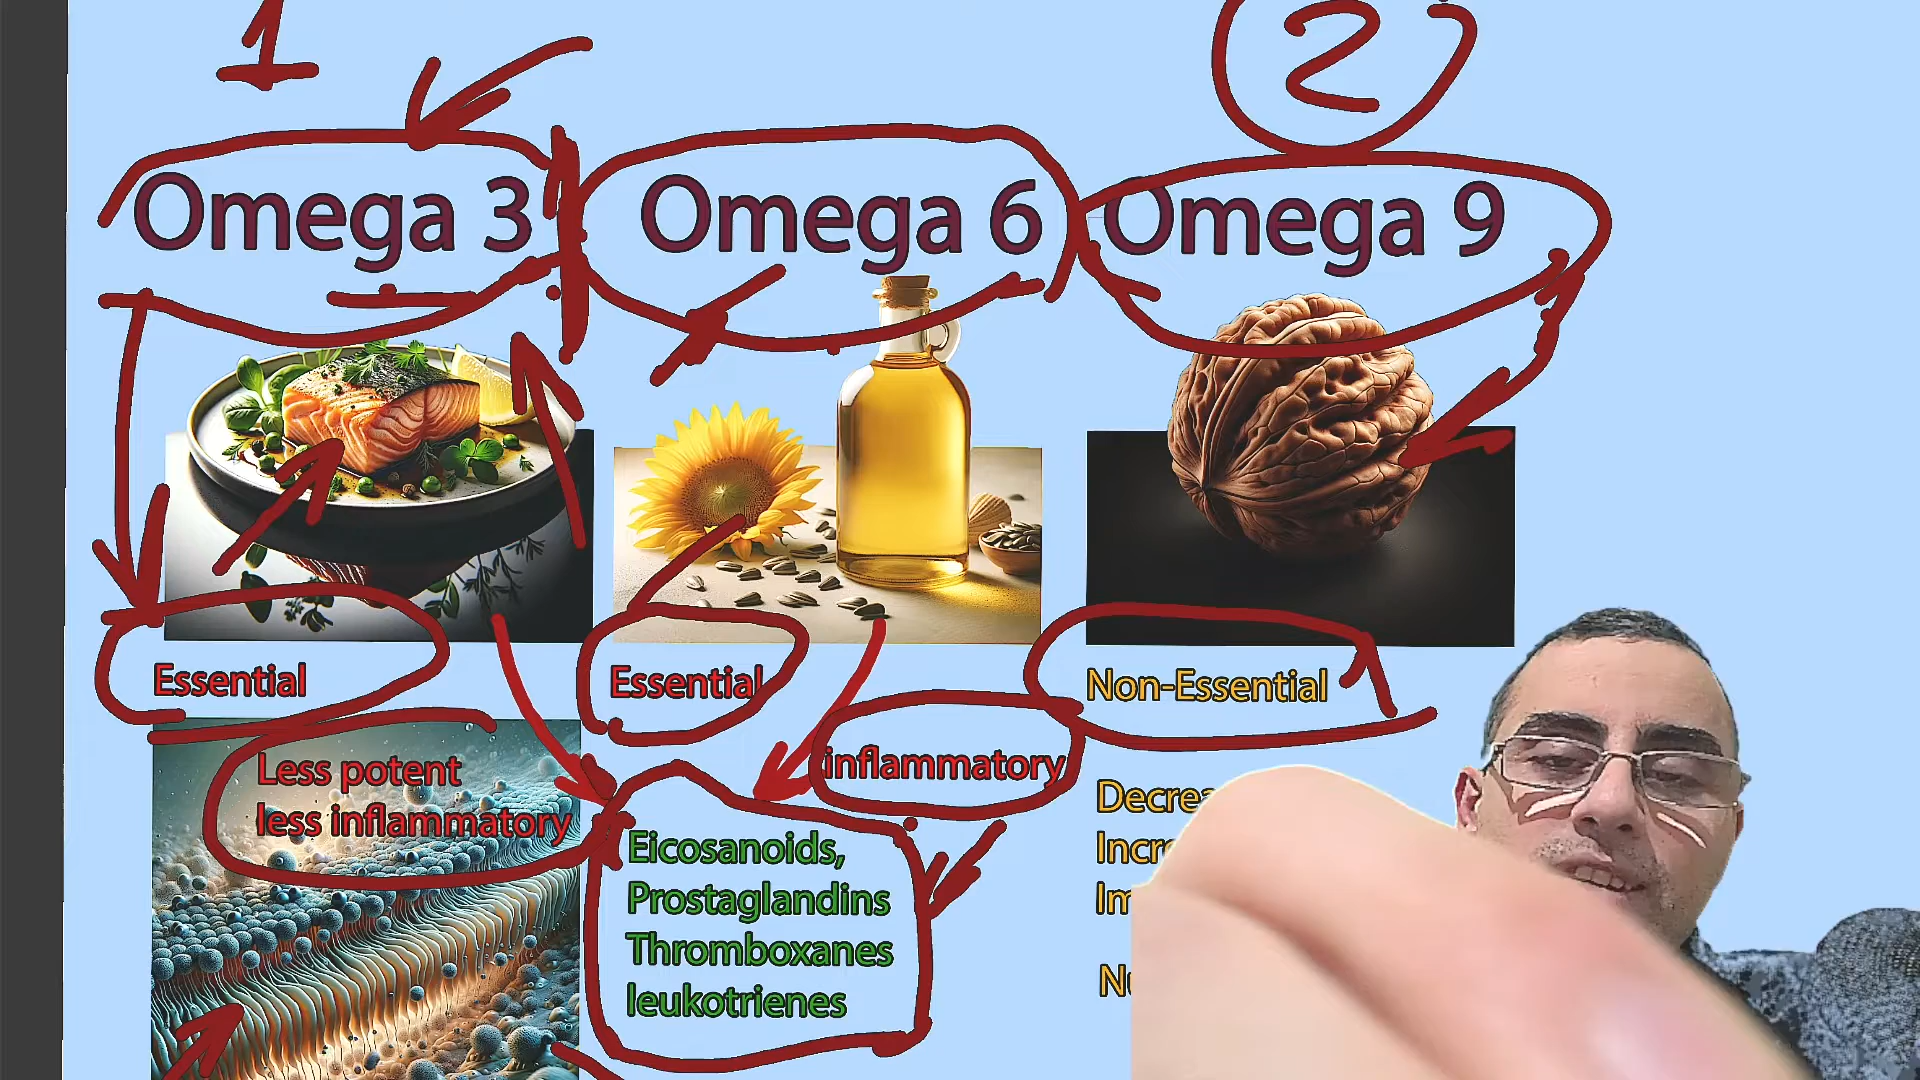 1
2
Omega 3
Omega 6
Omega 9
Essential
Essential
Non-Essential
Less potent
less inflammatory
inflammatory
Eicosanoids,
Prostaglandins
Thromboxanes
leukotrienes